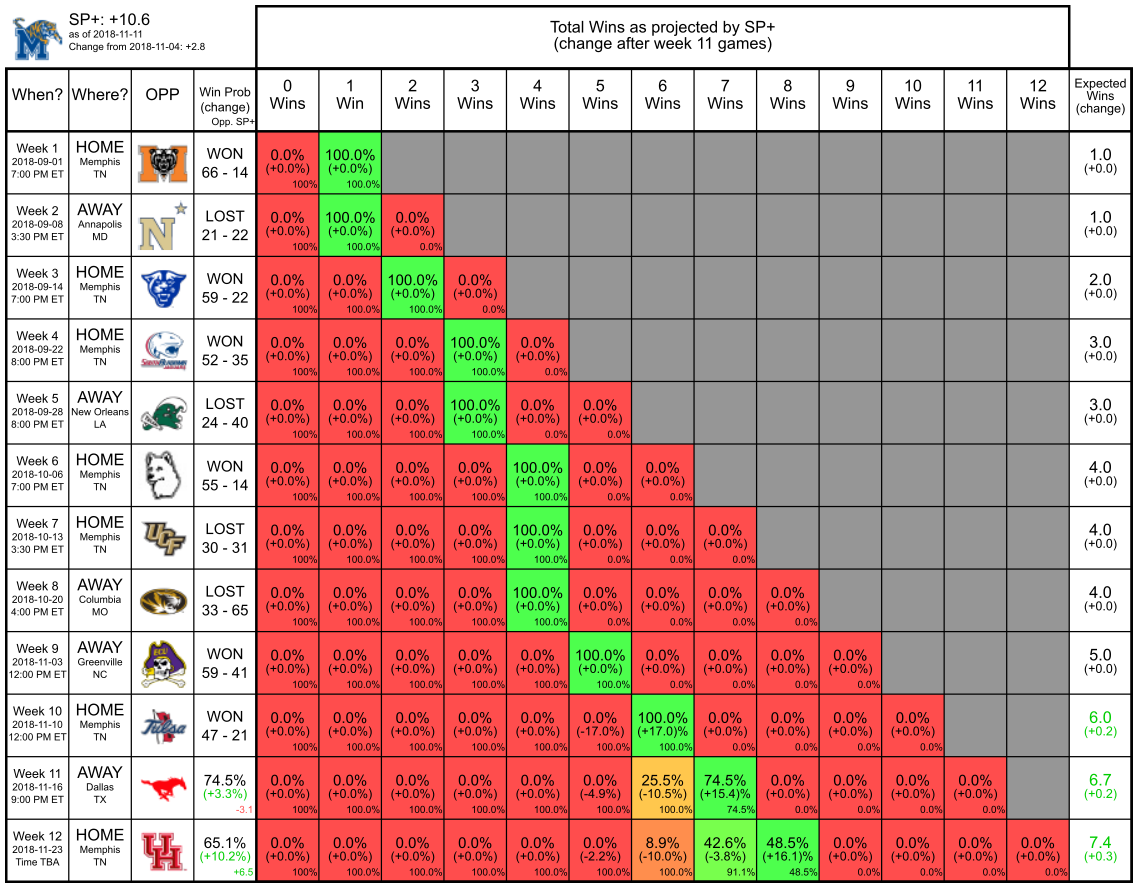 SP+: +10.6
as of 2018-11-11
Change from 2018-11-04: +2.8
Total Wins as projected by SP+
(change after week 11 games)
When? Where? OPP Win Prob (change) Opp. SP+ 0 Wins 1 Win 2 Wins 3 Wins 4 Wins 5 Wins 6 Wins 7 Wins 8 Wins 9 Wins 10 Wins 11 Wins 12 Wins Expected Wins (change)
Week 1 HOME 0.0% 100.0% 1.0
2018-09-01 Memphis WON (+0.0%) (+0.0%) (+0.0)
7:00 PM ET TN M 66 - 14 100% 100.0%
Week 2 AWAY LOST 0.0% 100.0% 0.0% 1.0
2018-09-08 Annapolis N (+0.0%) (+0.0%) (+0.0%) (+0.0)
3:30 PM ET MD 21 - 22 100% 100.0% 0.0%
Week 3 HOME WON 0.0% 0.0% 100.0% 0.0% 2.0
2018-09-14 Memphis (+0.0%) (+0.0%) (+0.0%) (+0.0%) (+0.0)
7:00 PM ET TN 59 - 22 100% 100.0% 100.0% 0.0%
Week 4 HOME WON 0.0% 0.0% 0.0% 100.0% 0.0% 3.0
2018-09-22 Memphis (+0.0%) (+0.0%) (+0.0%) (+0.0%) (+0.0%) (+0.0)
8:00 PM ET TN 52 - 35 100% 100.0% 100.0% 100.0% 0.0%
Week 5 AWAY LOST 0.0% 0.0% 0.0% 100.0% 0.0% 0.0% 3.0
2018-09-28 New Orleans (+0.0%) (+0.0%) (+0.0%) (+0.0%) (+0.0%) (+0.0%) (+0.0)
8:00 PM ET LA 24 - 40 100% 100% 100.0% 100.0% 0.0% 0.0%
Week 6 HOME WON 0.0% 0.0% 0.0% 0.0% 100.0% 0.0% 0.0% 4.0
2018-10-06 Memphis (+0.0%) (+0.0%) (+0.0%) (+0.0%) (+0.0%) (+0.0%) (+0.0%) (+0.0)
7:00 PM ET TN 55 - 14 100% 100.0% 100.0% 100.0% 100.0% 0.0% 0.0%
Week 7 HOME LOST 0.0% 0.0% 0.0% 0.0% 100.0% 0.0% 0.0% 0.0% 4.0
2018-10-13 Memphis UCF (+0.0%) (+0.0%) (+0.0%) (+0.0%) (+0.0%) (+0.0%) (+0.0%) (+0.0%) (+0.0)
3:30 PM ET TN 30 - 31 100% 100% 100.0% 100.0% 100.0% 0.0% 0.0% 0.0%
Week 8 AWAY LOST 0.0% 0.0% 0.0% 0.0% 100.0% 0.0% 0.0% 0.0% 0.0% 4.0
2018-10-20 Columbia (+0.0%) (+0.0%) (+0.0%) (+0.0%) (+0.0%) (+0.0%) (+0.0%) (+0.0%) (+0.0%) (+0.0)
4:00 PM ET MO 33 - 65 100% 100% 100.0% 100.0% 100.0% 0.0% 0.0% 0.0% 0.0%
Week 9 AWAY ECU WON 0.0% 0.0% 0.0% 0.0% 0.0% 100.0% 0.0% 0.0% 0.0% 0.0% 5.0
2018-11-03 Greenville (+0.0%) (+0.0%) (+0.0%) (+0.0%) (+0.0%) (+0.0%) (+0.0%) (+0.0%) (+0.0%) (+0.0%) (+0.0)
12:00 PM ET NC 59 - 41 100% 100% 100.0% 100.0% 100.0% 100.0% 0.0% 0.0% 0.0% 0.0%
Week 10 HOME WON 0.0% 0.0% 0.0% 0.0% 0.0% 0.0% 100.0% 0.0% 0.0% 0.0% 0.0% 6.0
2018-11-10 Memphis Tulsa (+0.0%) (+0.0%) (+0.0%) (+0.0%) (+0.0%) (-17.0%) (+17.0)% (+0.0%) (+0.0%) (+0.0%) (+0.0%) (+0.2)
12:00 PM ET TN 47 - 21 100% 100% 100% 100% 100.0% 100.0% 100.0% 0.0% 0.0% 0.0% 0.0%
Week 11 AWAY 74.5% 0.0% 0.0% 0.0% 0.0% 0.0% 0.0% 25.5% 74.5% 0.0% 0.0% 0.0% 0.0% 6.7
2018-11-16 Dallas (+3.3%) (+0.0%) (+0.0%) (+0.0%) (+0.0%) (+0.0%) (-4.9%) (-10.5%) (+15.4)% (+0.0%) (+0.0%) (+0.0%) (+0.0%) (+0.2)
9:00 PM ET TX -3.1 100% 100% 100% 100% 100% 100.0% 100.0% 74.5% 0.0% 0.0% 0.0% 0.0%
Week 12 HOME 65.1% 0.0% 0.0% 0.0% 0.0% 0.0% 0.0% 8.9% 42.6% 48.5% 0.0% 0.0% 0.0% 0.0% 7.4
2018-11-23 Memphis UH (+10.2%) (+0.0%) (+0.0%) (+0.0%) (+0.0%) (+0.0%) (-2.2%) (-10.0%) (-3.8%) (+16.1)% (+0.0%) (+0.0%) (+0.0%) (+0.0%) (+0.3)
Time TBA TN +6.5 100% 100% 100% 100% 100% 100.0% 100.0% 91.1% 48.5% 0.0% 0.0% 0.0% 0.0%